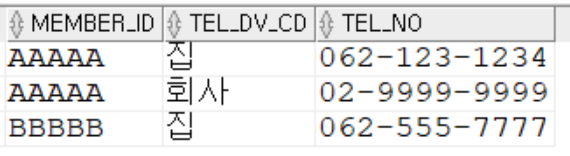 MEMBER_ID TEL_DV_CD TEL_NO
AAAAA 집 062-123-1234
AAAAA 회사 02-9999-9999
BBBBB 집 062-555-7777